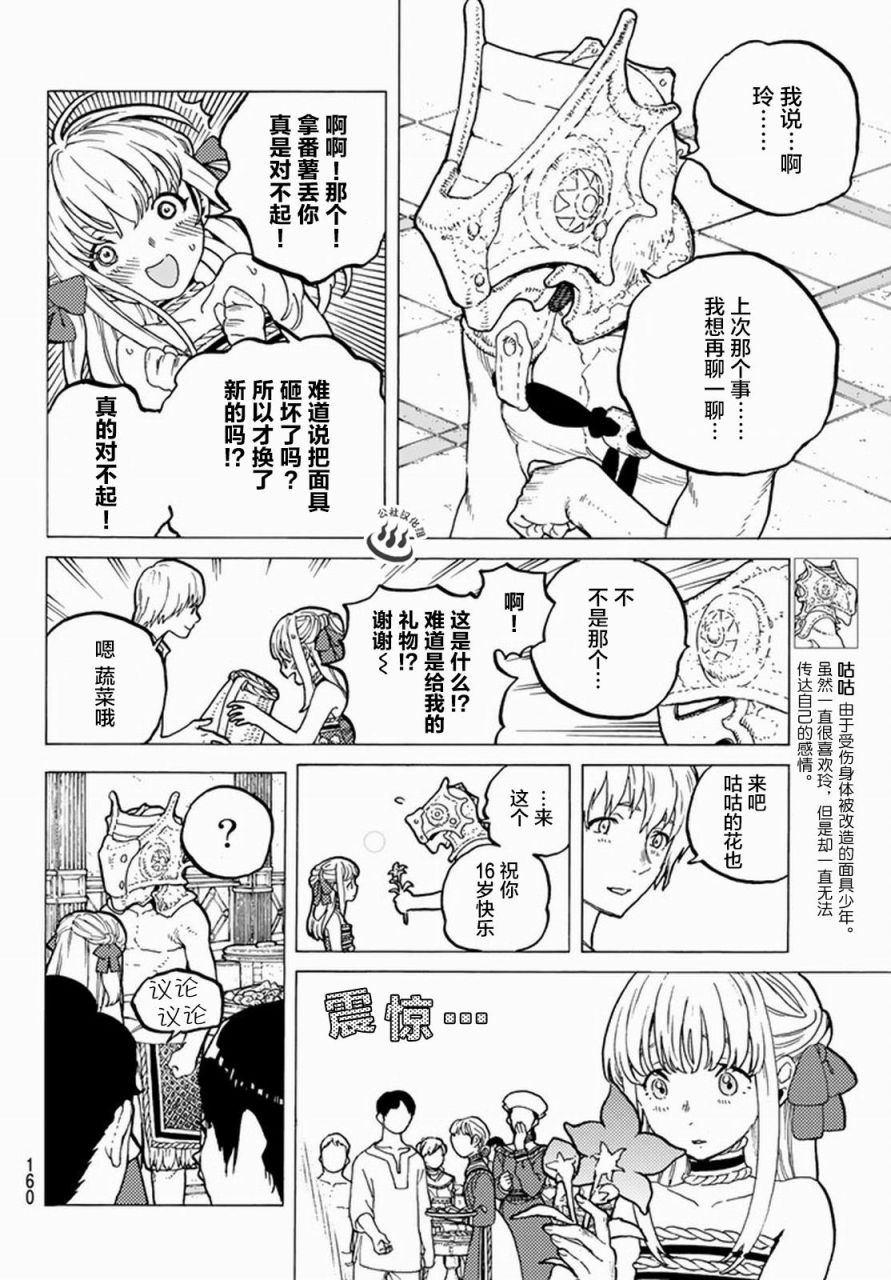 我说…啊
玲……
上次那个事……
我想再聊一聊…
啊啊！那个！
拿番薯丢你
真是对不起！
难道说把面具
砸坏了吗？
所以才换了
新的吗!?
真的对不起！
公社汉化组
咕咕 由于受伤身体被改造的面具少年。
虽然一直很喜欢玲，但是却一直无法
传达自己的感情。
不
不是那个…
啊！
这是什么!?
难道是给我的
礼物!?
谢谢～
嗯 蔬菜哦
来吧
咕咕的花也
…来
这个
祝你
16岁快乐
？
议论
议论
震惊…
160